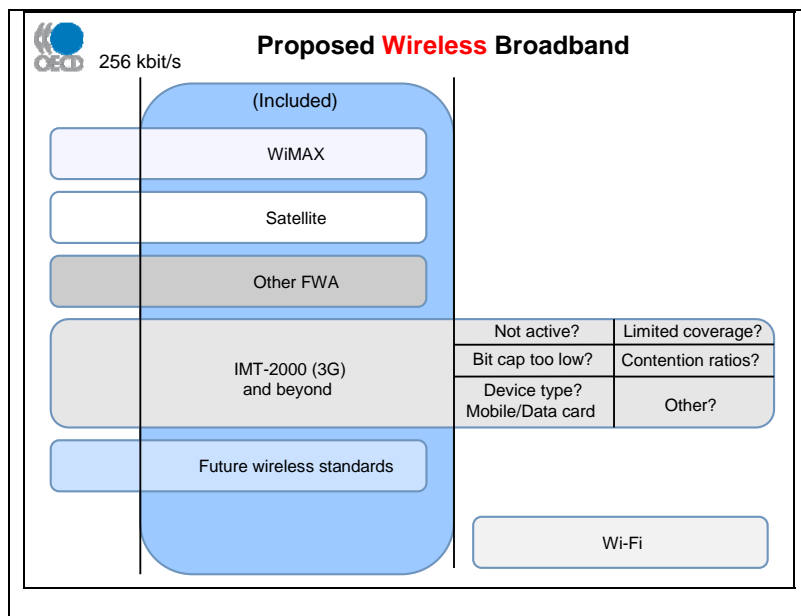 OECD
256 kbit/s
Proposed Wireless Broadband
(Included)
WiMAX
Satellite
Other FWA
IMT-2000 (3G)
and beyond
Not active?
Limited coverage?
Bit cap too low?
Contention ratios?
Device type?
Mobile/Data card
Other?
Future wireless standards
Wi-Fi